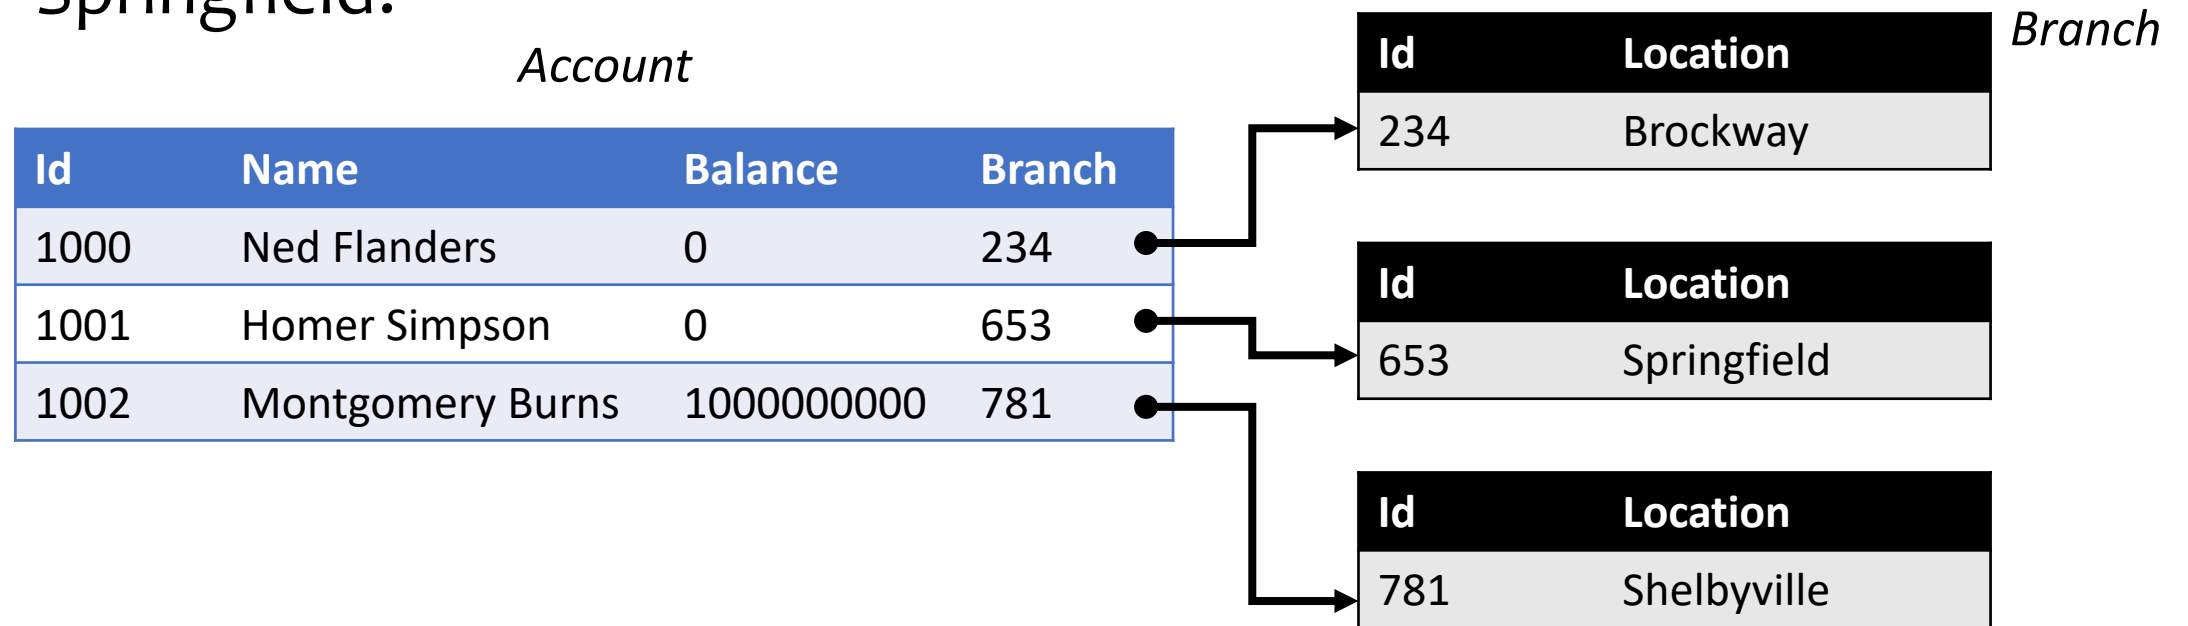 Springfield.
Account
Id Name Balance Branch
1000 Ned Flanders 0 234
1001 Homer Simpson 0 653
1002 Montgomery Burns 1000000000 781
Branch
Id Location
234 Brockway
Id Location
653 Springfield
Id Location
781 Shelbyville